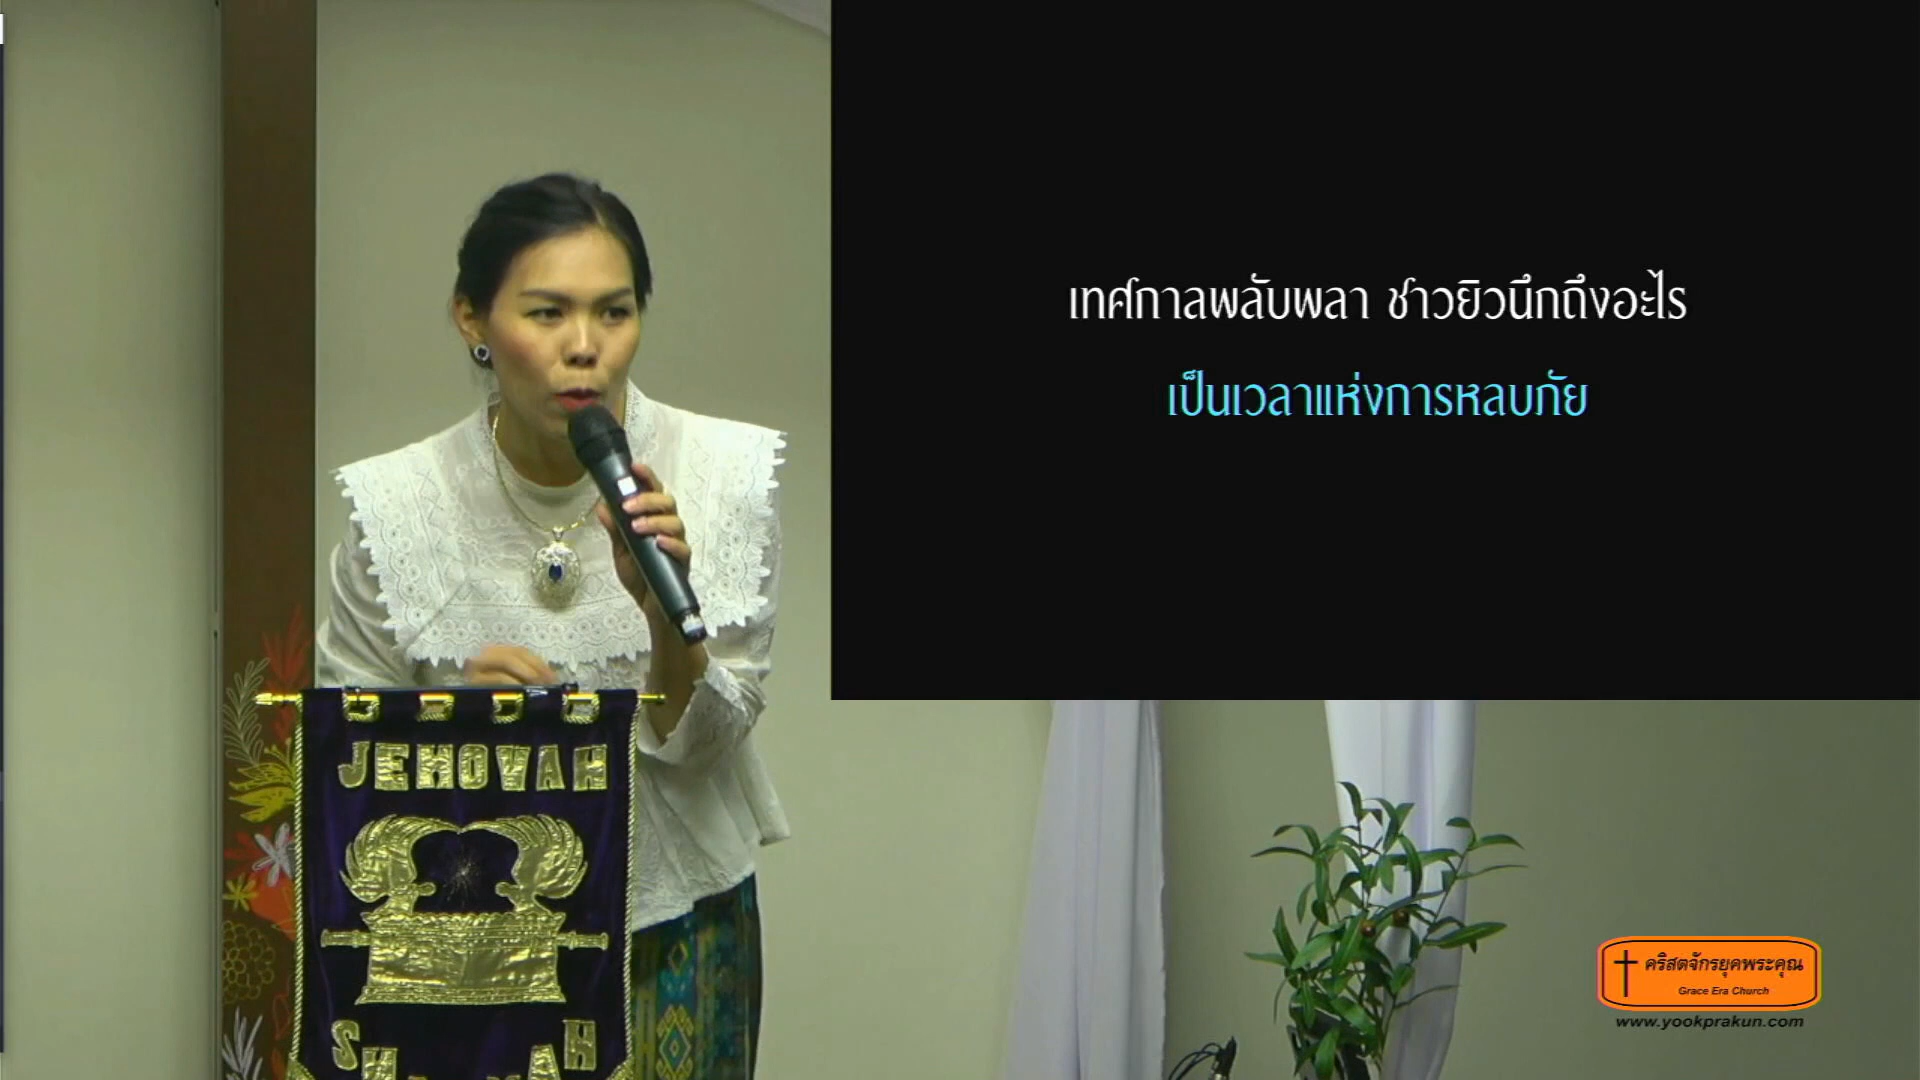 เทศกาลพลับพลา ชาวยิวนึกถึงอะไร
เป็นเวลาแห่งการหลบภัย
JEHOVAH
คริสตจักรยุคพระคุณ
Grace Era Church
www.yookprakun.com